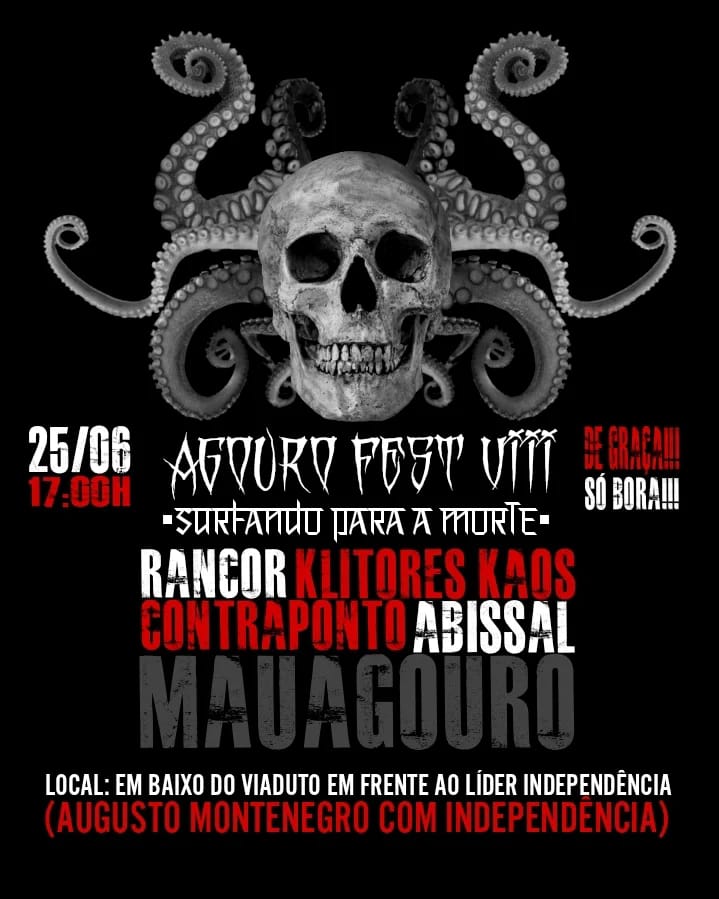 25/06
17:00H
AGOURO FEST VIII
DE GRAÇA!!!
SÓ BORA!!!
▪SURFANDO PARA A MORTE▪
RANCOR KLITORES KAOS
CONTRAPONTO ABISSAL
MAUAGOURO
LOCAL: EM BAIXO DO VIADUTO EM FRENTE AO LÍDER INDEPENDÊNCIA
(AUGUSTO MONTENEGRO COM INDEPENDÊNCIA)